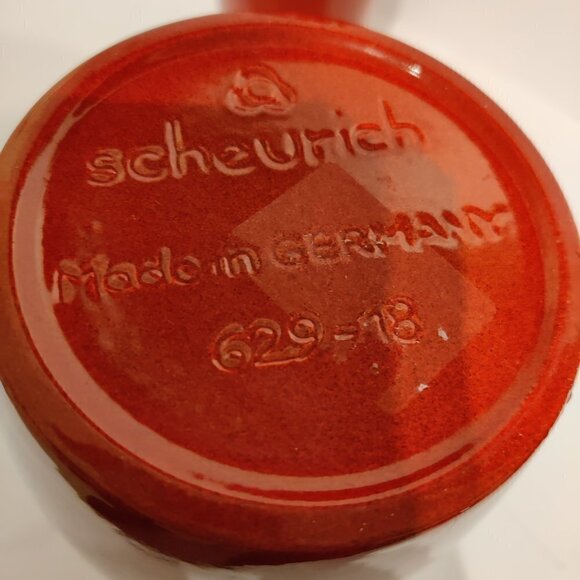 scheurich
Made in GERMANY
629-18